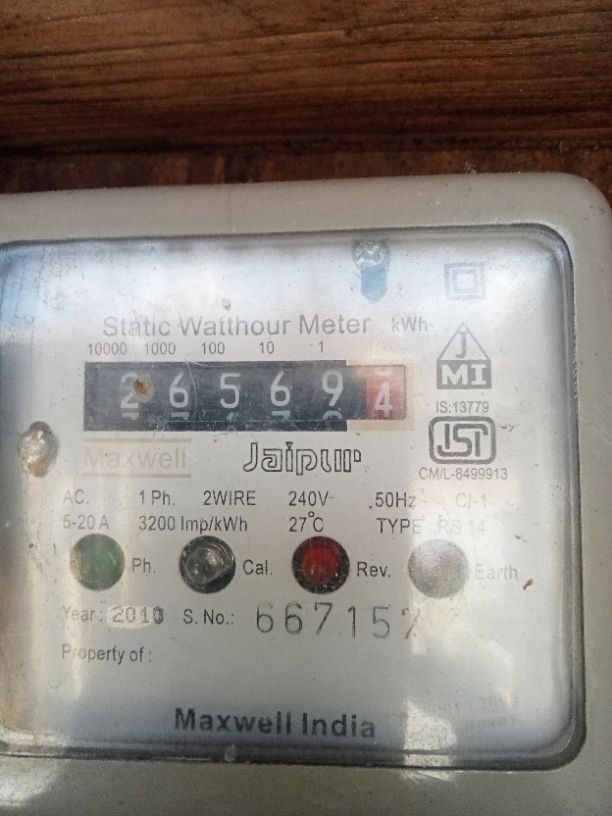 Static Watthour Meter kWh
10000 1000 100 10 1
2 6 5 6 9 4
J
MI
IS:13779
Maxwell Jaipur
ISI
CM/L-8499913
AC. 1 Ph. 2WIRE 240V 50Hz Cl-1
5-20 A 3200 Imp/kWh 27°C TYPE RS 14
Ph. Cal. Rev. Earth
Year: 2010 S. No.: 667157
Property of :
Maxwell India